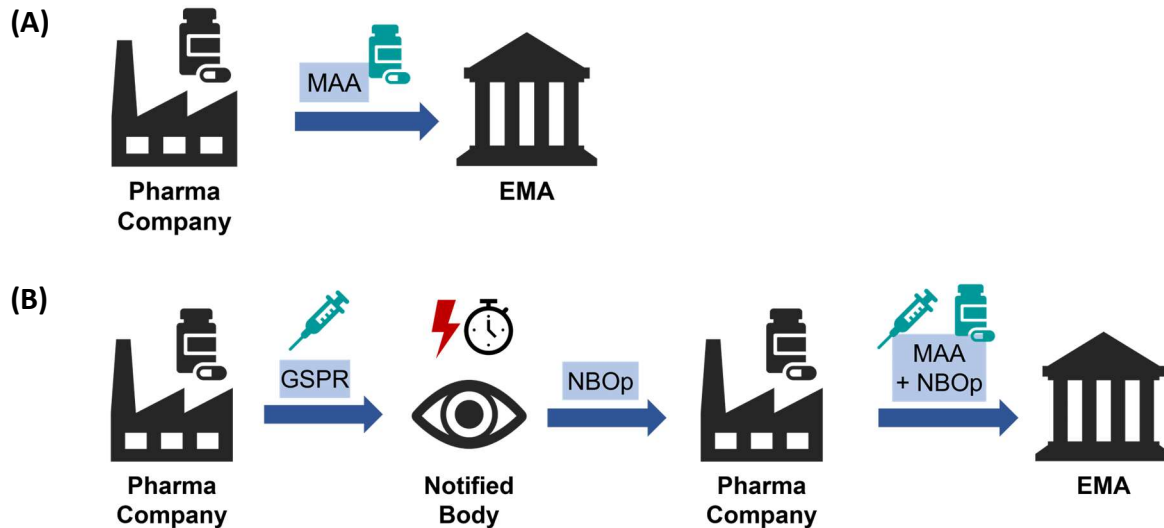 (A)
MAA
Pharma
Company
EMA
(B)
GSPR
NBOp
MAA
+ NBOp
Pharma
Company
Notified
Body
Pharma
Company
EMA